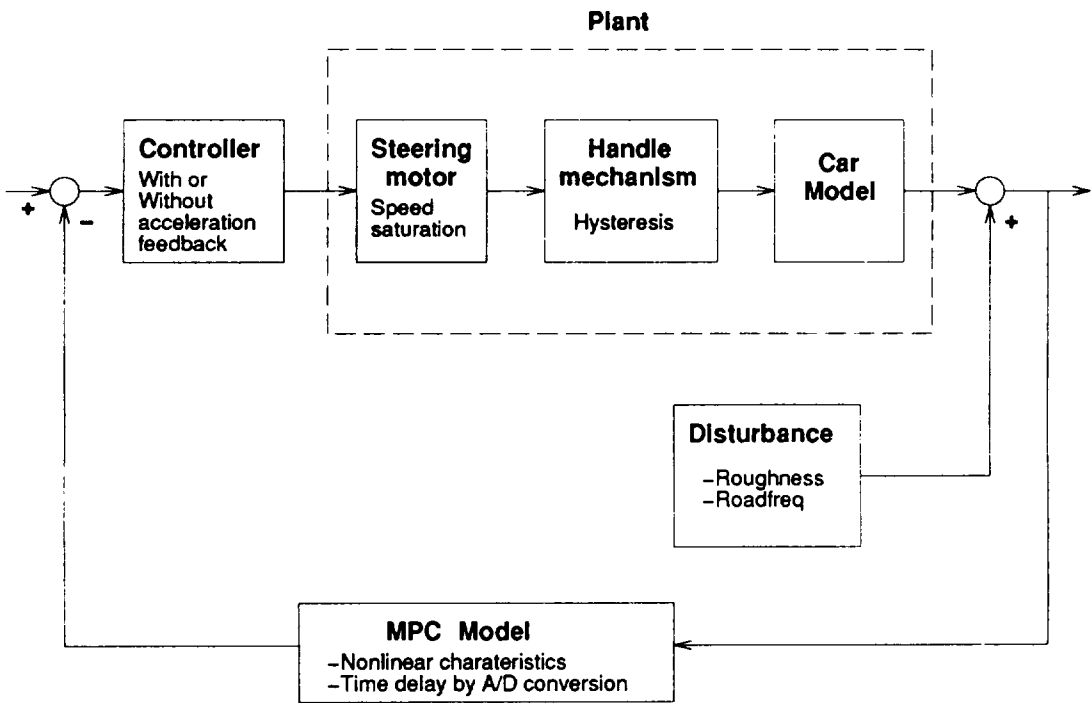 Plant
Controller
With or
Without
acceleration
feedback
Steering
motor
Speed
saturation
Handle
mechanism
Hysteresis
Car
Model
+
−
+
Disturbance
−Roughness
−Roadfreq
MPC Model
−Nonlinear charateristics
−Time delay by A/D conversion